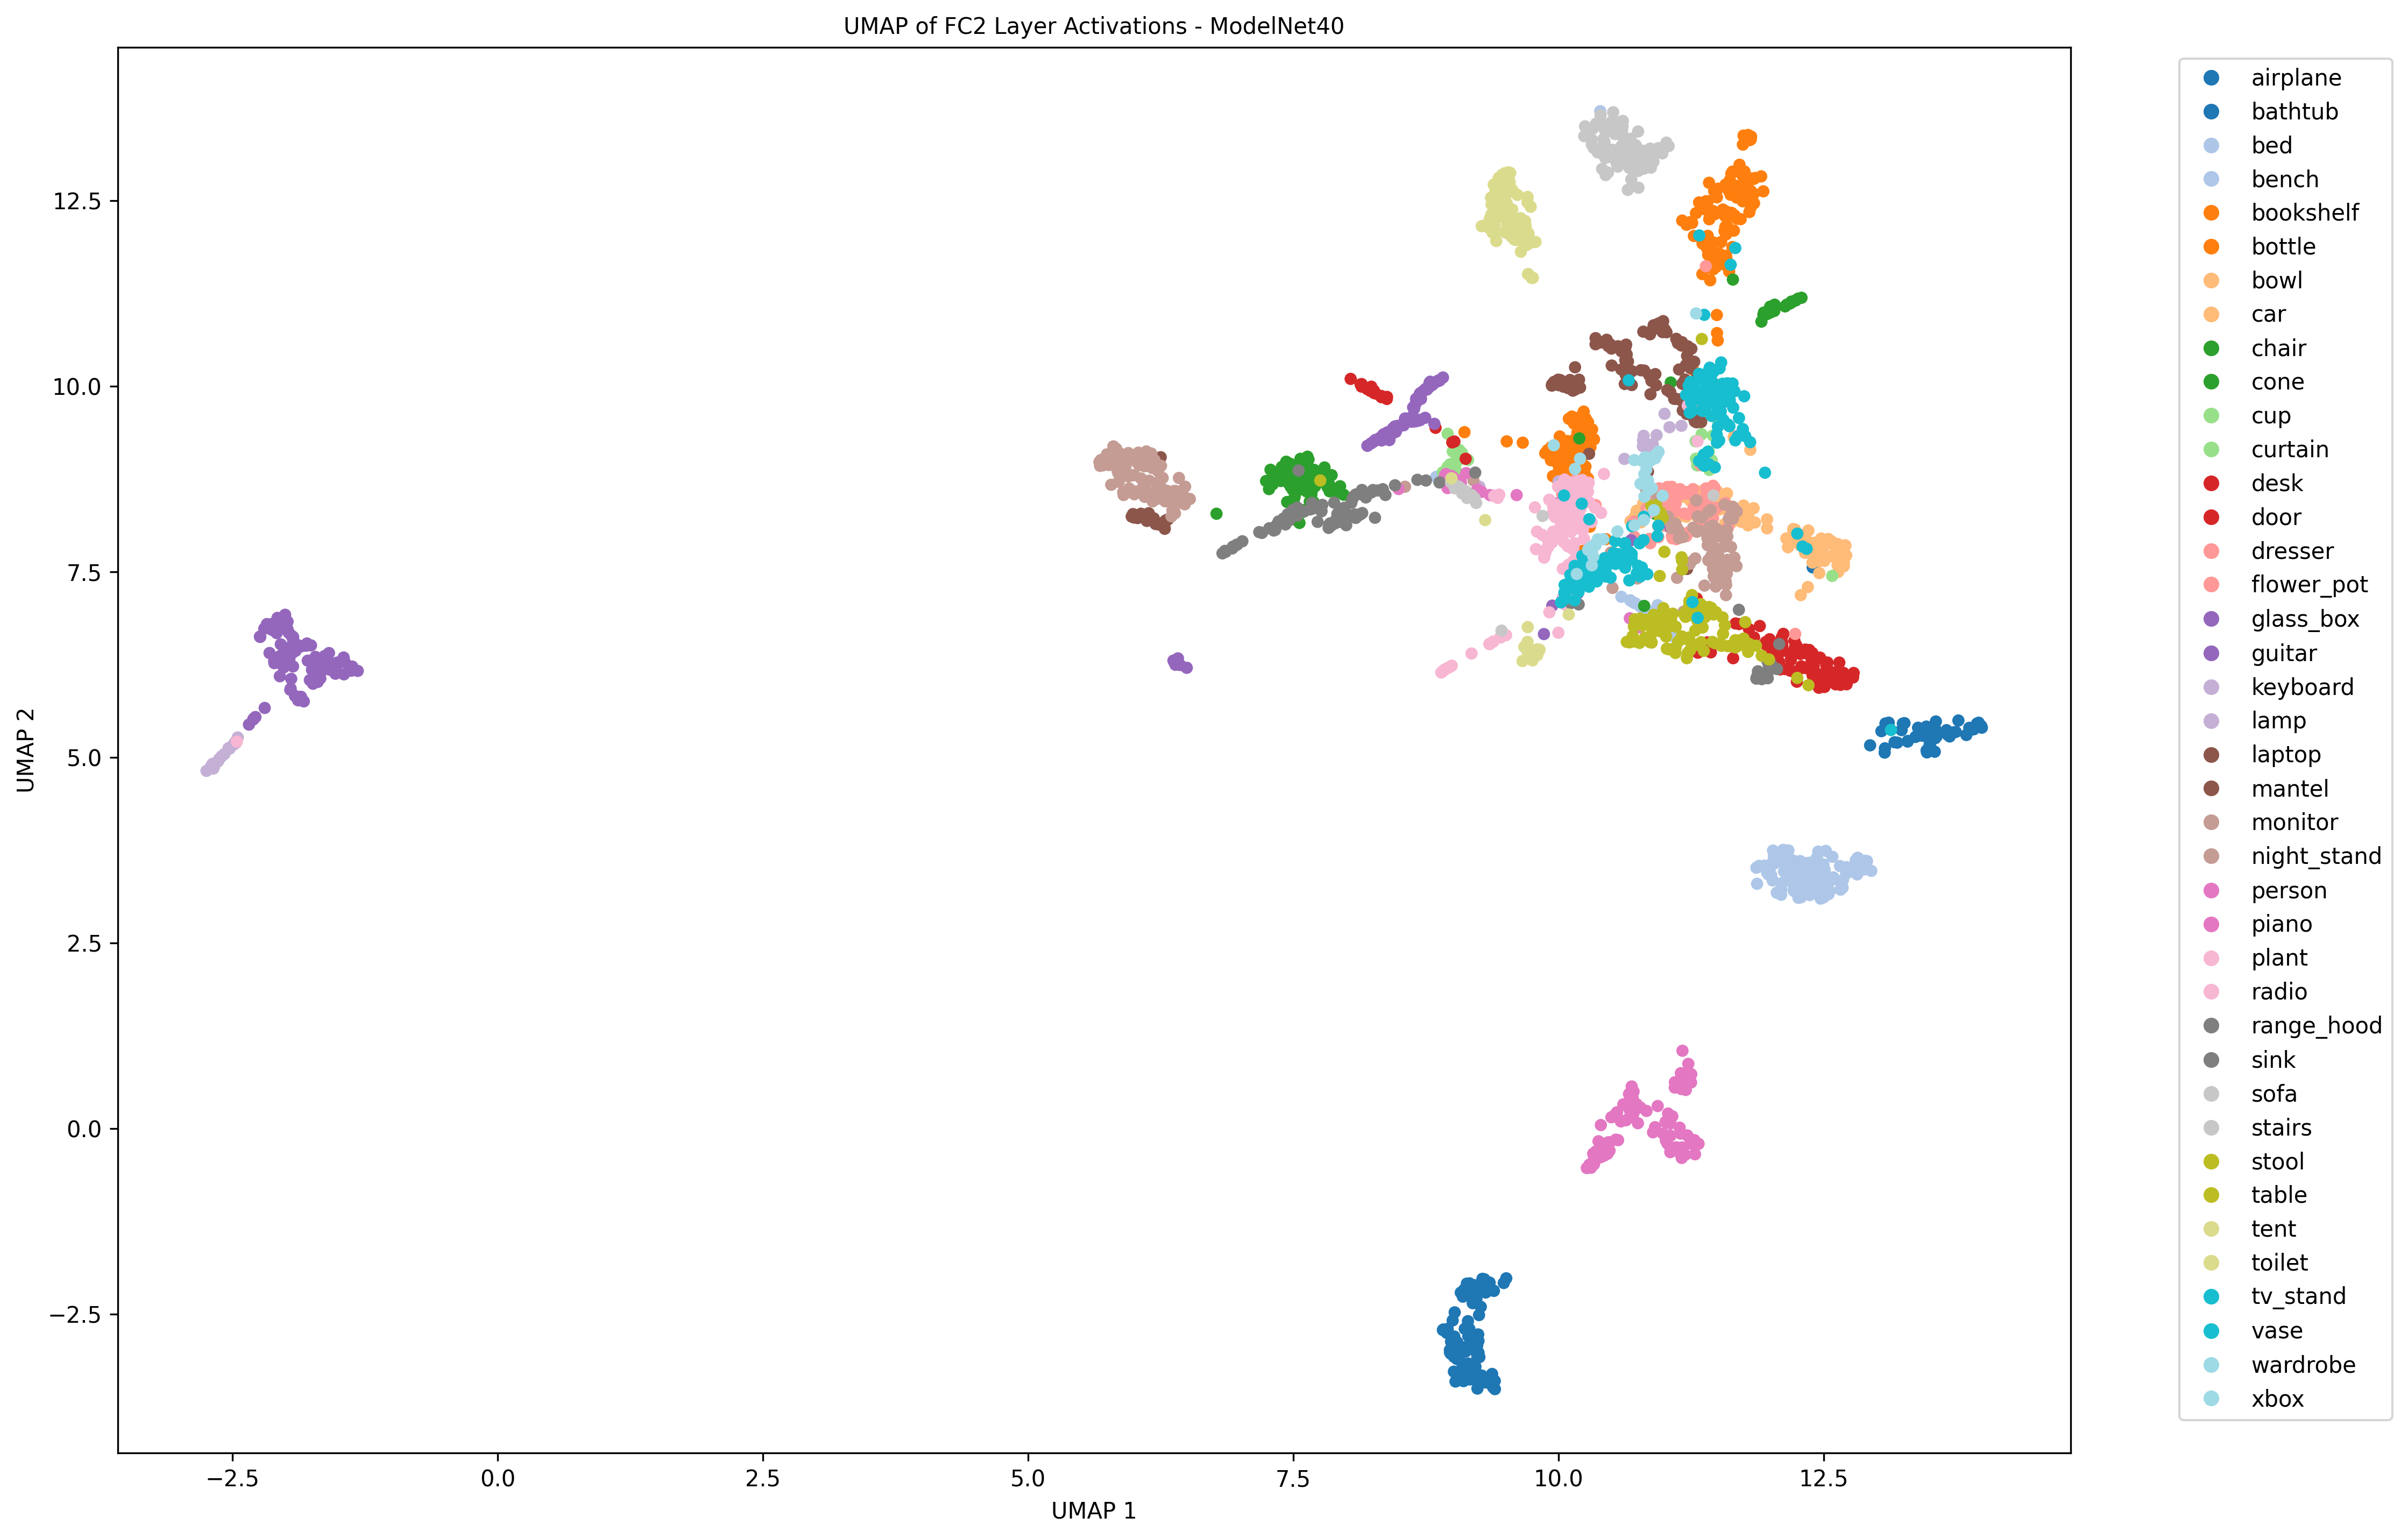 UMAP of FC2 Layer Activations - ModelNet40
UMAP 2
12.5
10.0
7.5
5.0
2.5
0.0
−2.5
−2.5
0.0
2.5
5.0
7.5
10.0
12.5
UMAP 1
airplane
bathtub
bed
bench
bookshelf
bottle
bowl
car
chair
cone
cup
curtain
desk
door
dresser
flower_pot
glass_box
guitar
keyboard
lamp
laptop
mantel
monitor
night_stand
person
piano
plant
radio
range_hood
sink
sofa
stairs
stool
table
tent
toilet
tv_stand
vase
wardrobe
xbox